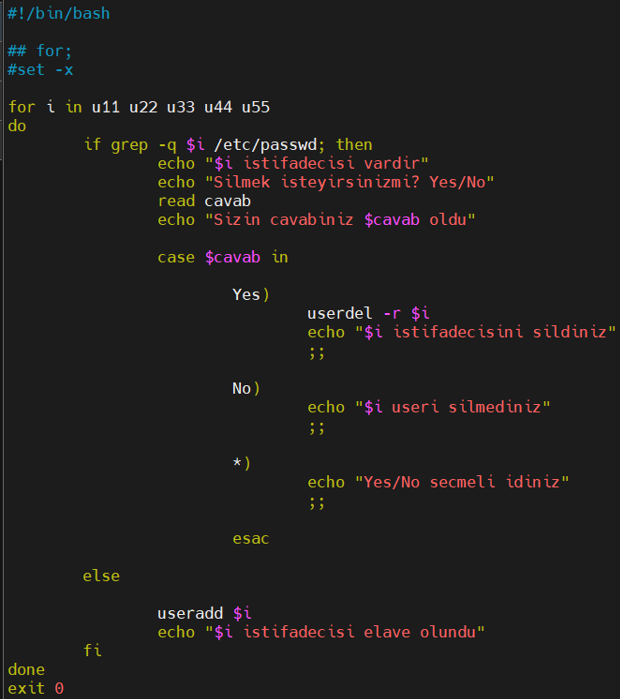 #!/bin/bash

## for;
#set -x

for i in u11 u22 u33 u44 u55
do
        if grep -q $i /etc/passwd; then
                echo "$i istifadecisi vardir"
                echo "Silmek isteyirsinizmi? Yes/No"
                read cavab
                echo "Sizin cavabiniz $cavab oldu"

                case $cavab in

                        Yes)
                                userdel -r $i
                                echo "$i istifadecisini sildiniz"
                                ;;

                        No)
                                echo "$i useri silmediniz"
                                ;;

                        *)
                                echo "Yes/No secmeli idiniz"
                                ;;

                        esac

        else

                useradd $i
                echo "$i istifadecisi elave olundu"
        fi
done
exit 0